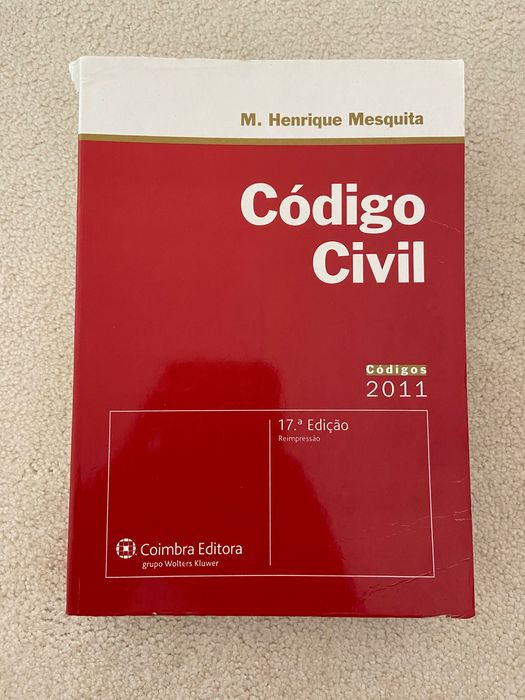 M. Henrique Mesquita
Código
Civil
Códigos
2011
17.ª Edição
Reimpressão
Coimbra Editora
grupo Wolters Kluwer